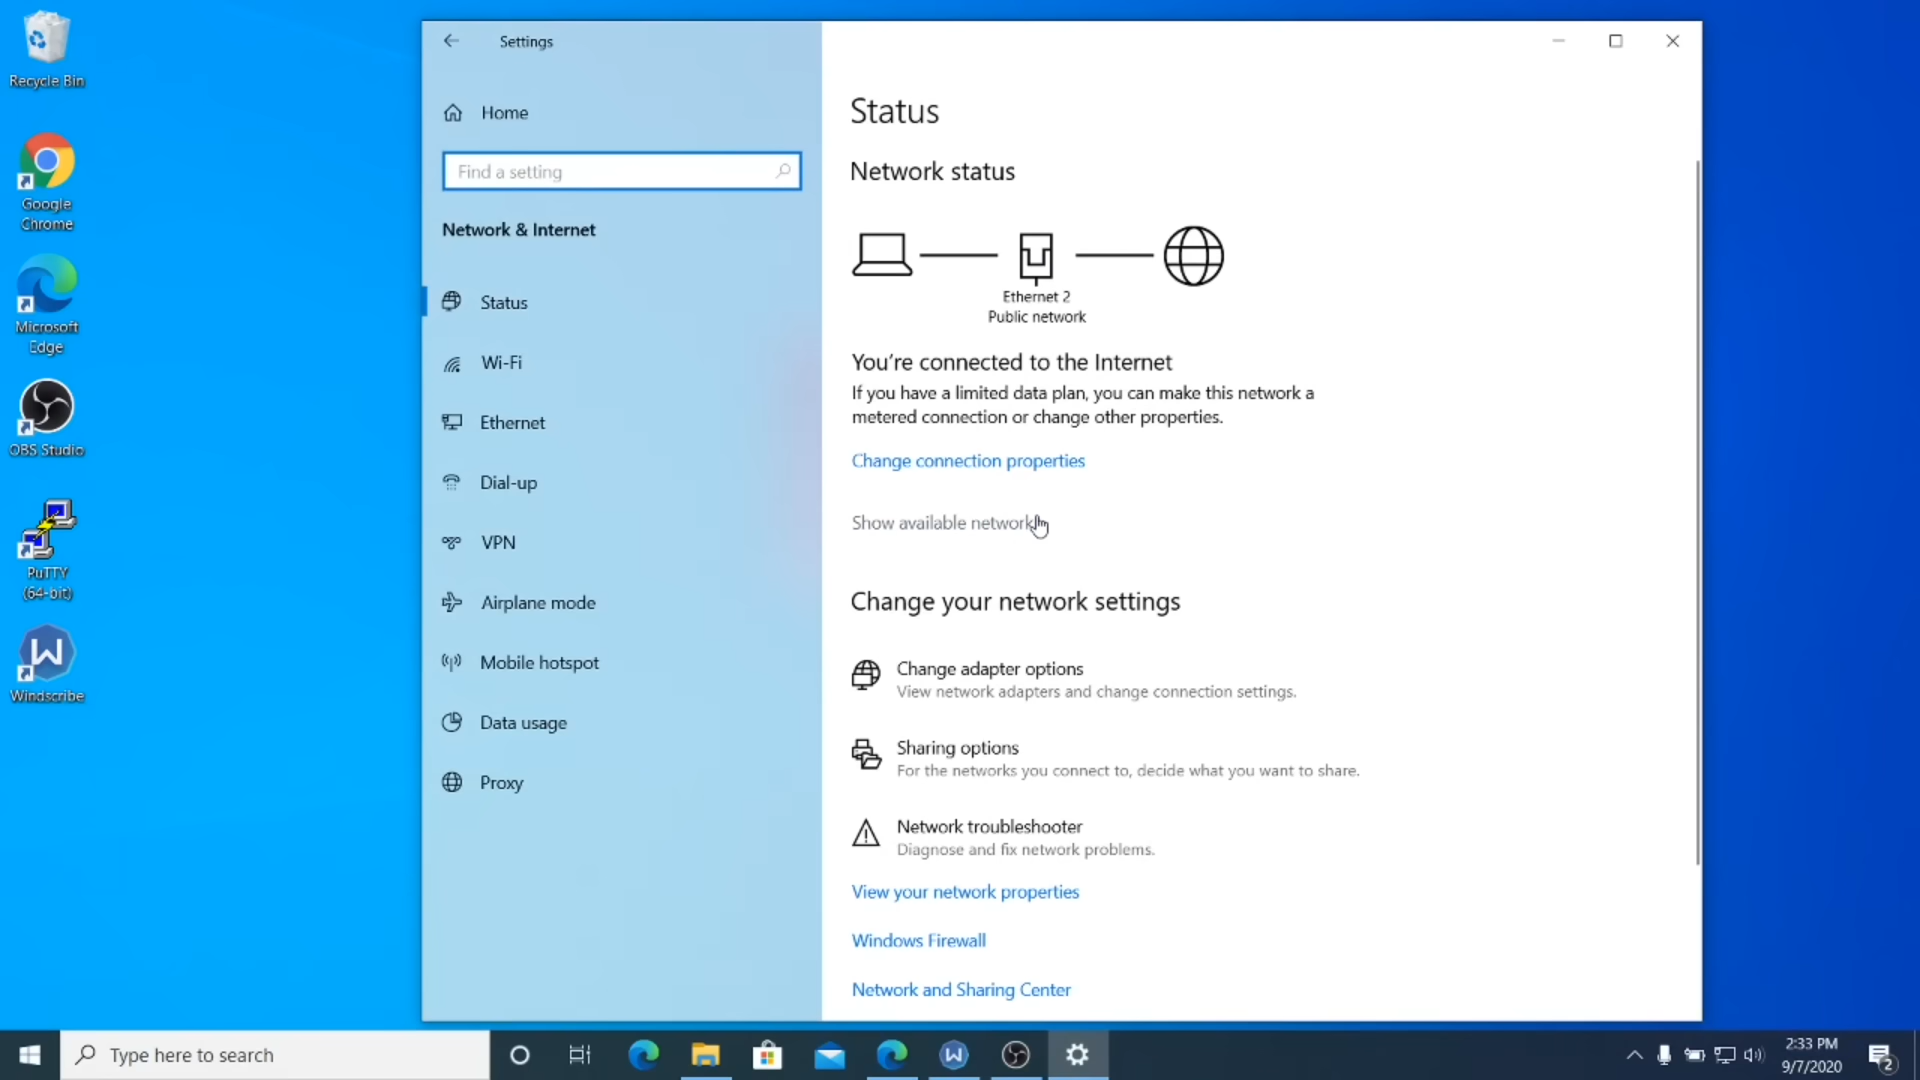 Recycle Bin
Google
Chrome
Microsoft
Edge
OBS Studio
PuTTY
(64-bit)
Windscribe
Settings
Home
Find a setting
Network & Internet
Status
Wi-Fi
Ethernet
Dial-up
VPN
Airplane mode
Mobile hotspot
Data usage
Proxy
Status
Network status
Ethernet 2
Public network
You're connected to the Internet
If you have a limited data plan, you can make this network a
metered connection or change other properties.
Change connection properties
Show available network
Change your network settings
Change adapter options
View network adapters and change connection settings.
Sharing options
For the networks you connect to, decide what you want to share.
Network troubleshooter
Diagnose and fix network problems.
View your network properties
Windows Firewall
Network and Sharing Center
Type here to search
2:33 PM
9/7/2020
2